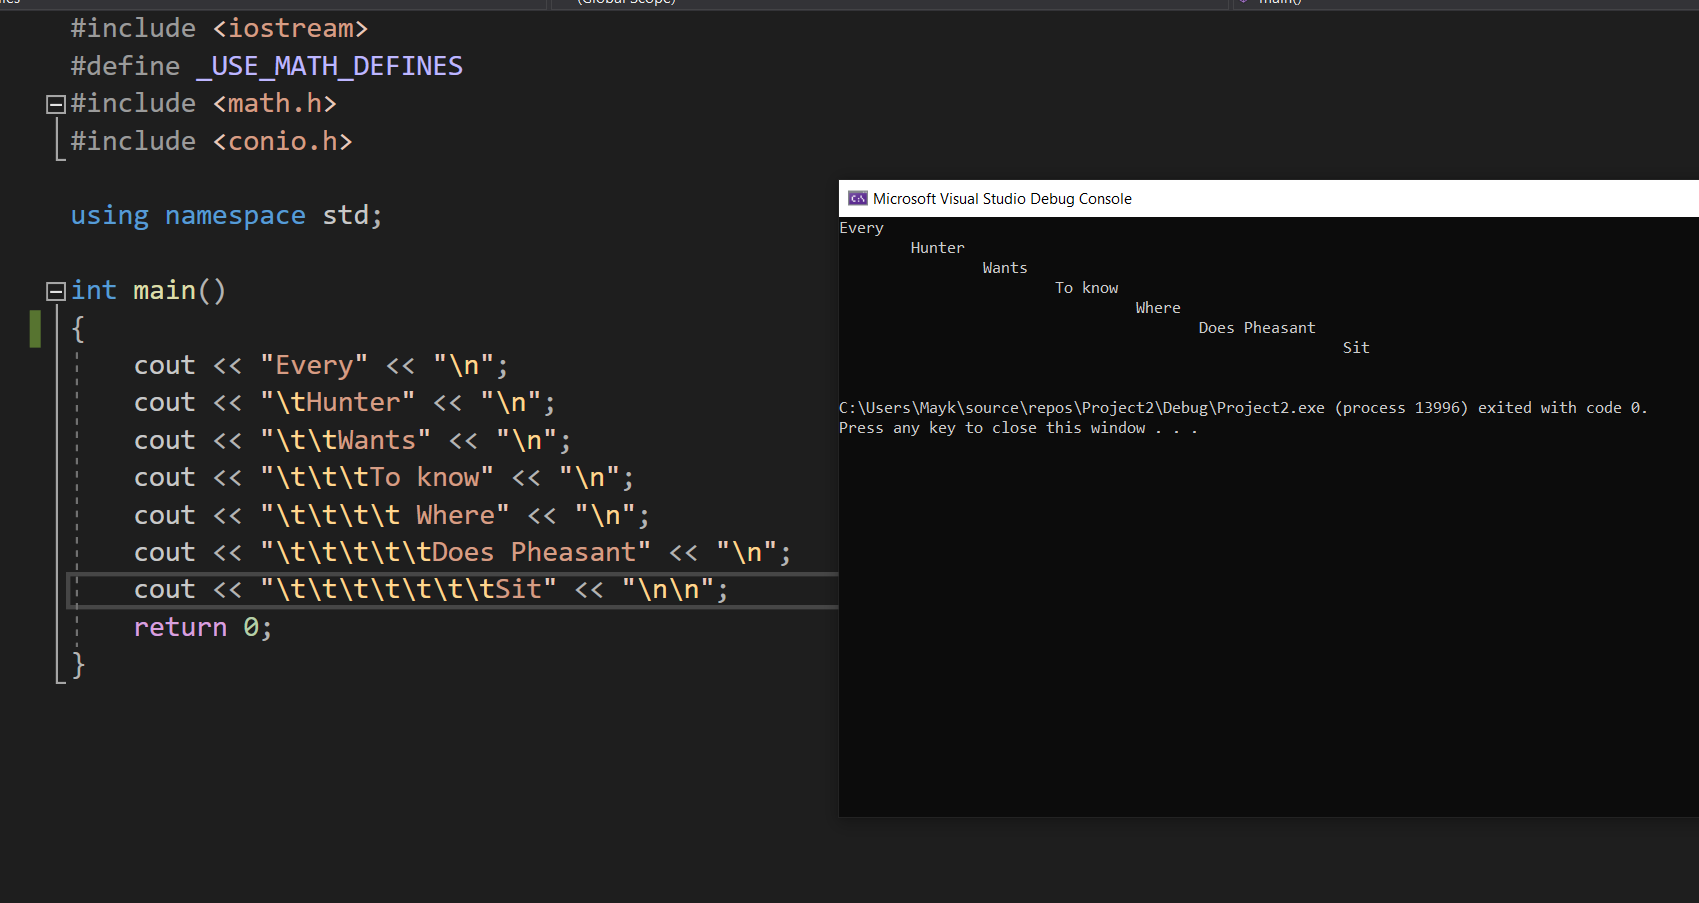 (Global Scope)
main()
#include <iostream>
#define _USE_MATH_DEFINES
#include <math.h>
#include <conio.h>
using namespace std;
int main()
{
cout << "Every" << "\n";
cout << "\tHunter" << "\n";
cout << "\t\tWants" << "\n";
cout << "\t\t\tTo know" << "\n";
cout << "\t\t\t\t Where" << "\n";
cout << "\t\t\t\t\tDoes Pheasant" << "\n";
cout << "\t\t\t\t\t\t\tSit" << "\n\n";
return 0;
}
Microsoft Visual Studio Debug Console
Every
Hunter
Wants
To know
Where
Does Pheasant
Sit
C:\Users\Mayk\source\repos\Project2\Debug\Project2.exe (process 13996) exited with code 0.
Press any key to close this window . . .